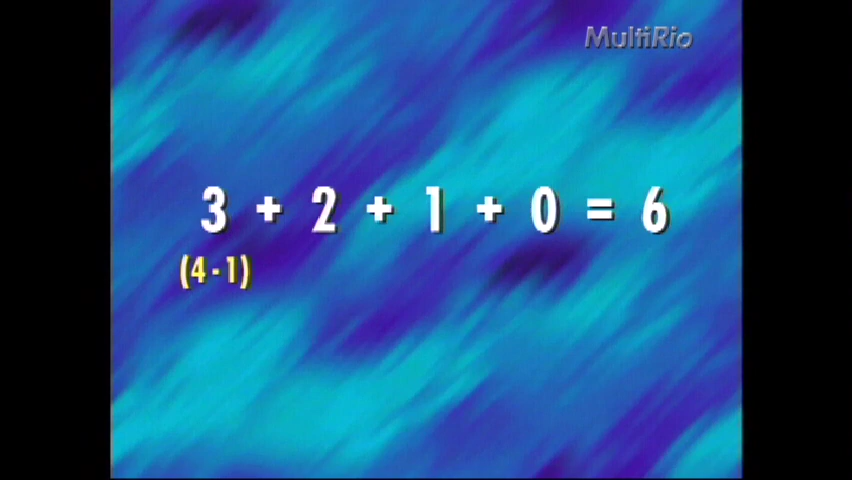 MultiRio
3 + 2 + 1 + 0 = 6
(4 - 1)